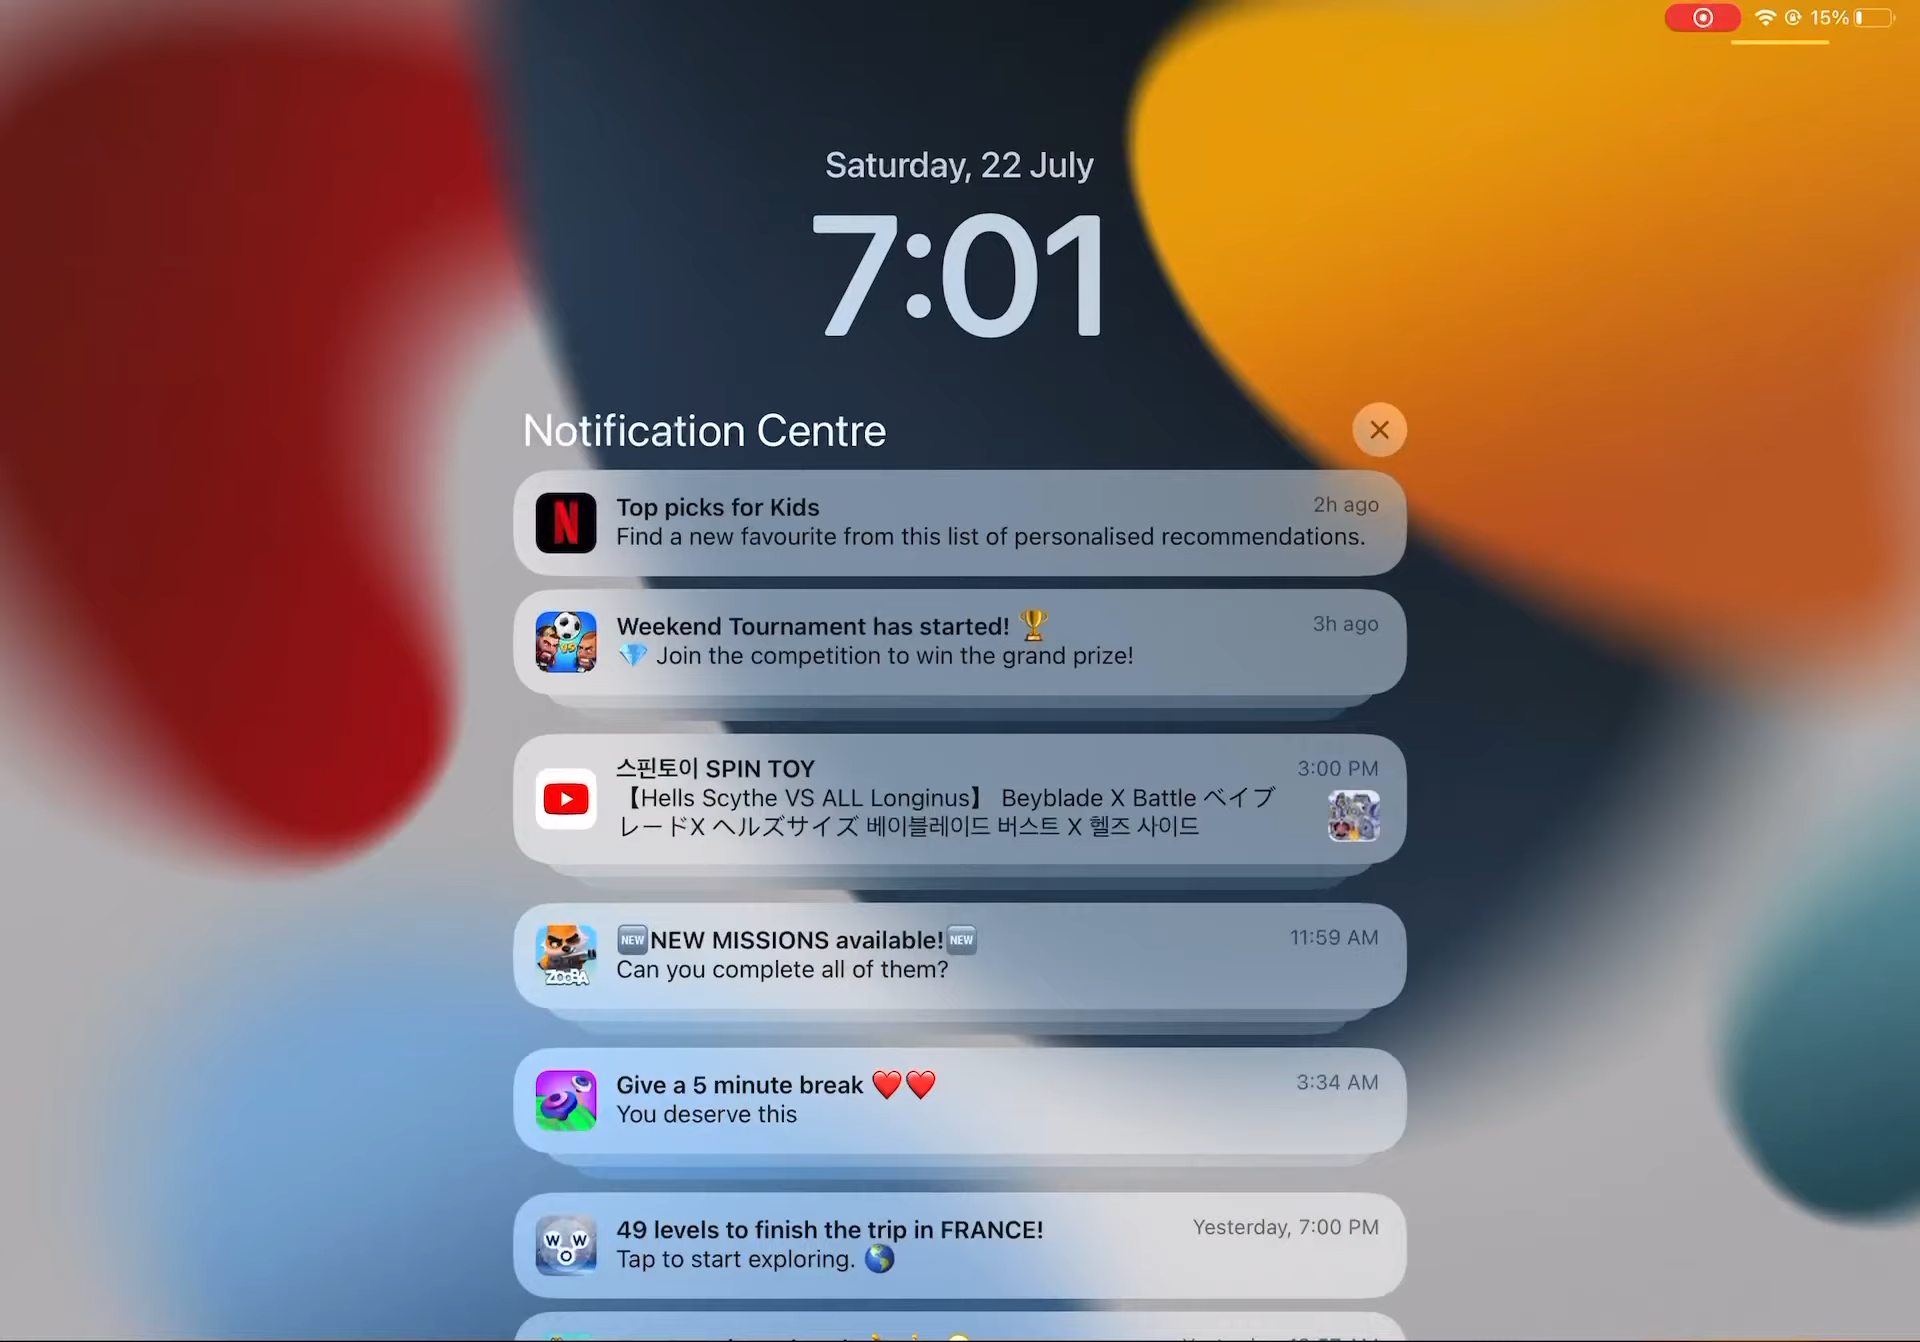 15%
Saturday, 22 July
7:01
Notification Centre
Top picks for Kids
2h ago
Find a new favourite from this list of personalised recommendations.
Weekend Tournament has started! 🏆
3h ago
💎 Join the competition to win the grand prize!
VS
스핀토이 SPIN TOY
3:00 PM
【Hells Scythe VS ALL Longinus】 Beyblade X Battle ベイブ
レードX ヘルズサイズ 베이블레이드 버스트 X 헬즈 사이드
🆕NEW MISSIONS available!🆕
11:59 AM
Can you complete all of them?
ZOOBA
Give a 5 minute break ❤️❤️
3:34 AM
You deserve this
49 levels to finish the trip in FRANCE!
Yesterday, 7:00 PM
Tap to start exploring. 🌎
W W
O